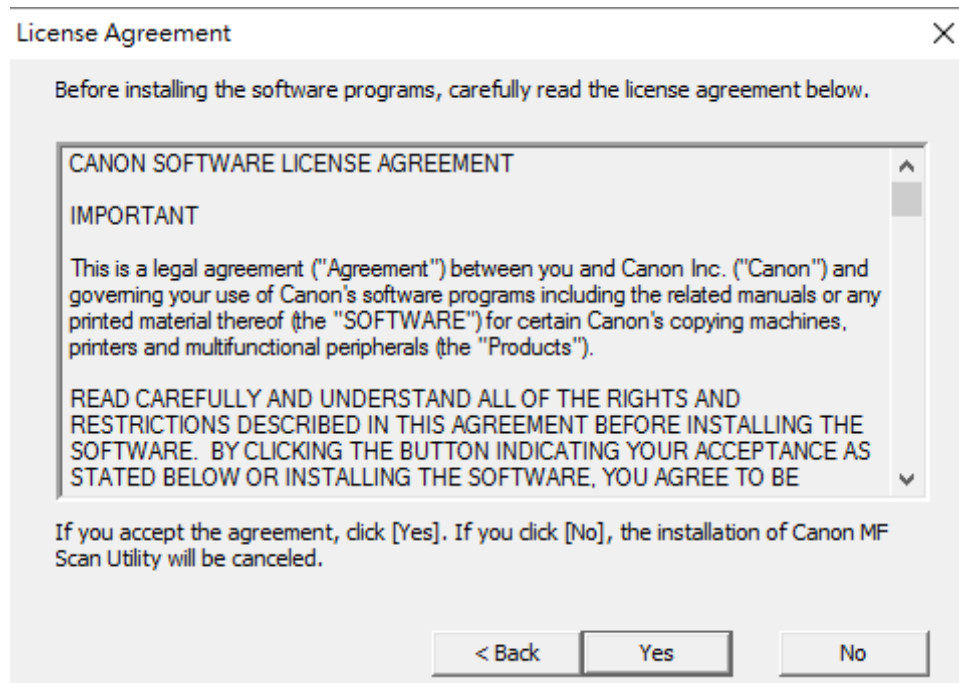 License Agreement
Before installing the software programs, carefully read the license agreement below.
CANON SOFTWARE LICENSE AGREEMENT
IMPORTANT
This is a legal agreement ("Agreement") between you and Canon Inc. ("Canon") and
governing your use of Canon's software programs including the related manuals or any
printed material thereof (the "SOFTWARE") for certain Canon's copying machines,
printers and multifunctional peripherals (the "Products").
READ CAREFULLY AND UNDERSTAND ALL OF THE RIGHTS AND
RESTRICTIONS DESCRIBED IN THIS AGREEMENT BEFORE INSTALLING THE
SOFTWARE.  BY CLICKING THE BUTTON INDICATING YOUR ACCEPTANCE AS
STATED BELOW OR INSTALLING THE SOFTWARE, YOU AGREE TO BE
If you accept the agreement, click [Yes]. If you click [No], the installation of Canon MF
Scan Utility will be canceled.
< Back
Yes
No